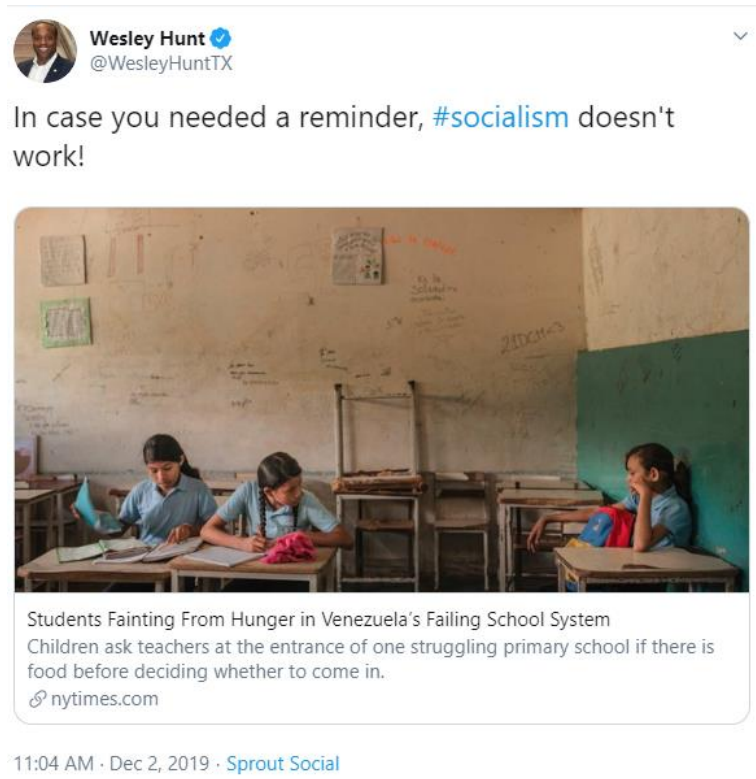 Wesley Hunt
@WesleyHuntTX
In case you needed a reminder, #socialism doesn't
work!
21DCM<3
Students Fainting From Hunger in Venezuela's Failing School System
Children ask teachers at the entrance of one struggling primary school if there is
food before deciding whether to come in.
nytimes.com
11:04 AM · Dec 2, 2019 · Sprout Social